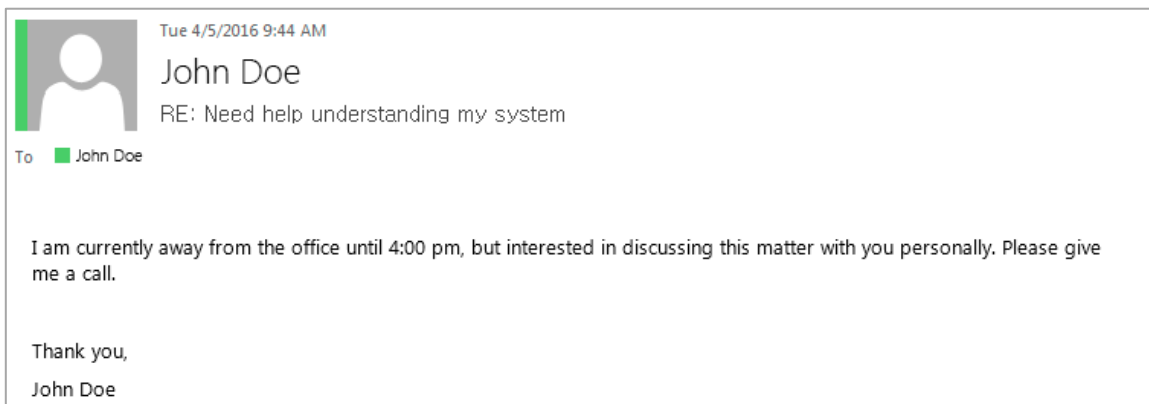 Tue 4/5/2016 9:44 AM
John Doe
RE: Need help understanding my system
To John Doe
I am currently away from the office until 4:00 pm, but interested in discussing this matter with you personally. Please give
me a call.
Thank you,
John Doe